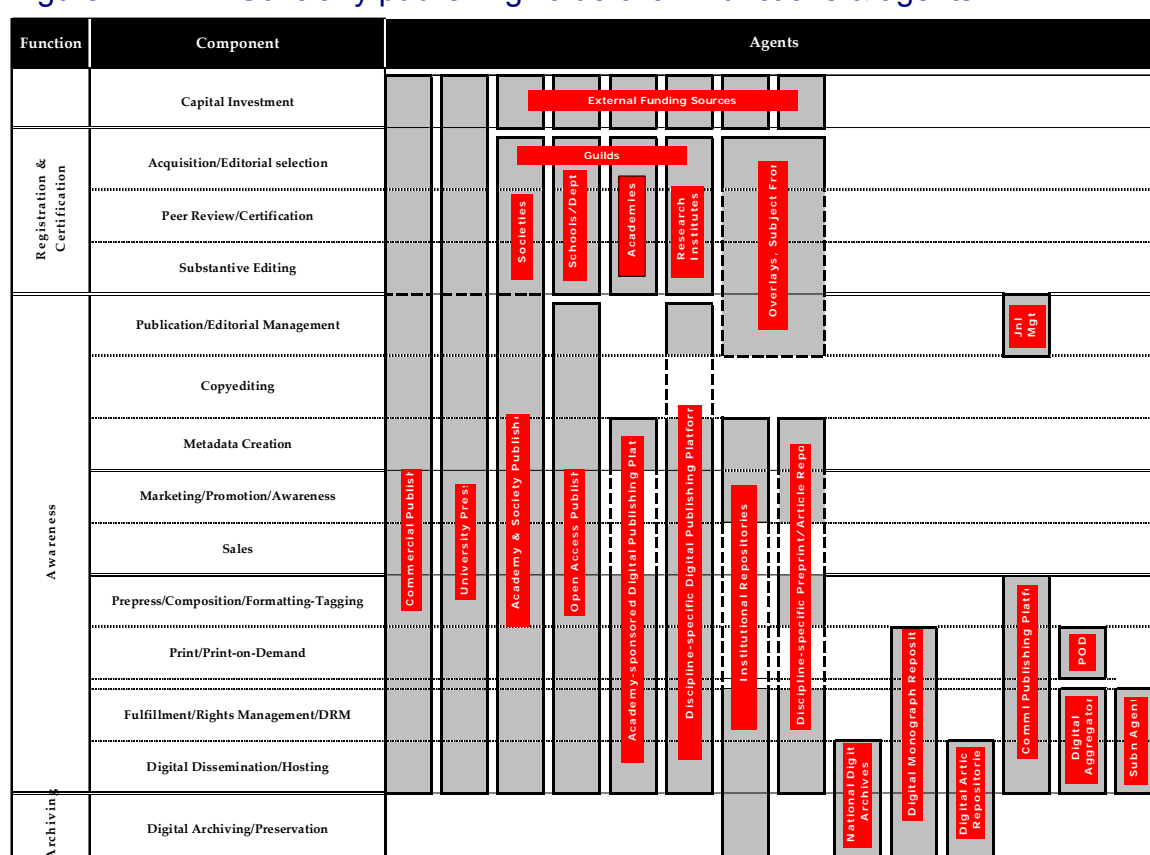 Function
Component
Agents
Capital Investment
External Funding Sources
Registration &
Certification
Acquisition/Editorial selection
Guilds
Peer Review/Certification
Substantive Editing
Societies
Schools/Dept
Academies
Research
Institutes
Overlays, Subject Fron
Awareness
Publication/Editorial Management
Jnl
Mgt
Copyediting
Metadata Creation
Marketing/Promotion/Awareness
Sales
Prepress/Composition/Formatting-Tagging
Print/Print-on-Demand
Fulfillment/Rights Management/DRM
Digital Dissemination/Hosting
Commercial Publish
University Press
Academy & Society Publishe
Open Access Publish
Academy-sponsored Digital Publishing Plat
Discipline-specific Digital Publishing Platforr
Institutional Repositories
Discipline-specific Preprint/Article Repo
National Digit
Archives
Digital Monograph Reposit
Digital Artic
Repositorie
Comm'l Publishing Platf
POD
Digital
Aggregator
Subn Agent
Archiving
Digital Archiving/Preservation